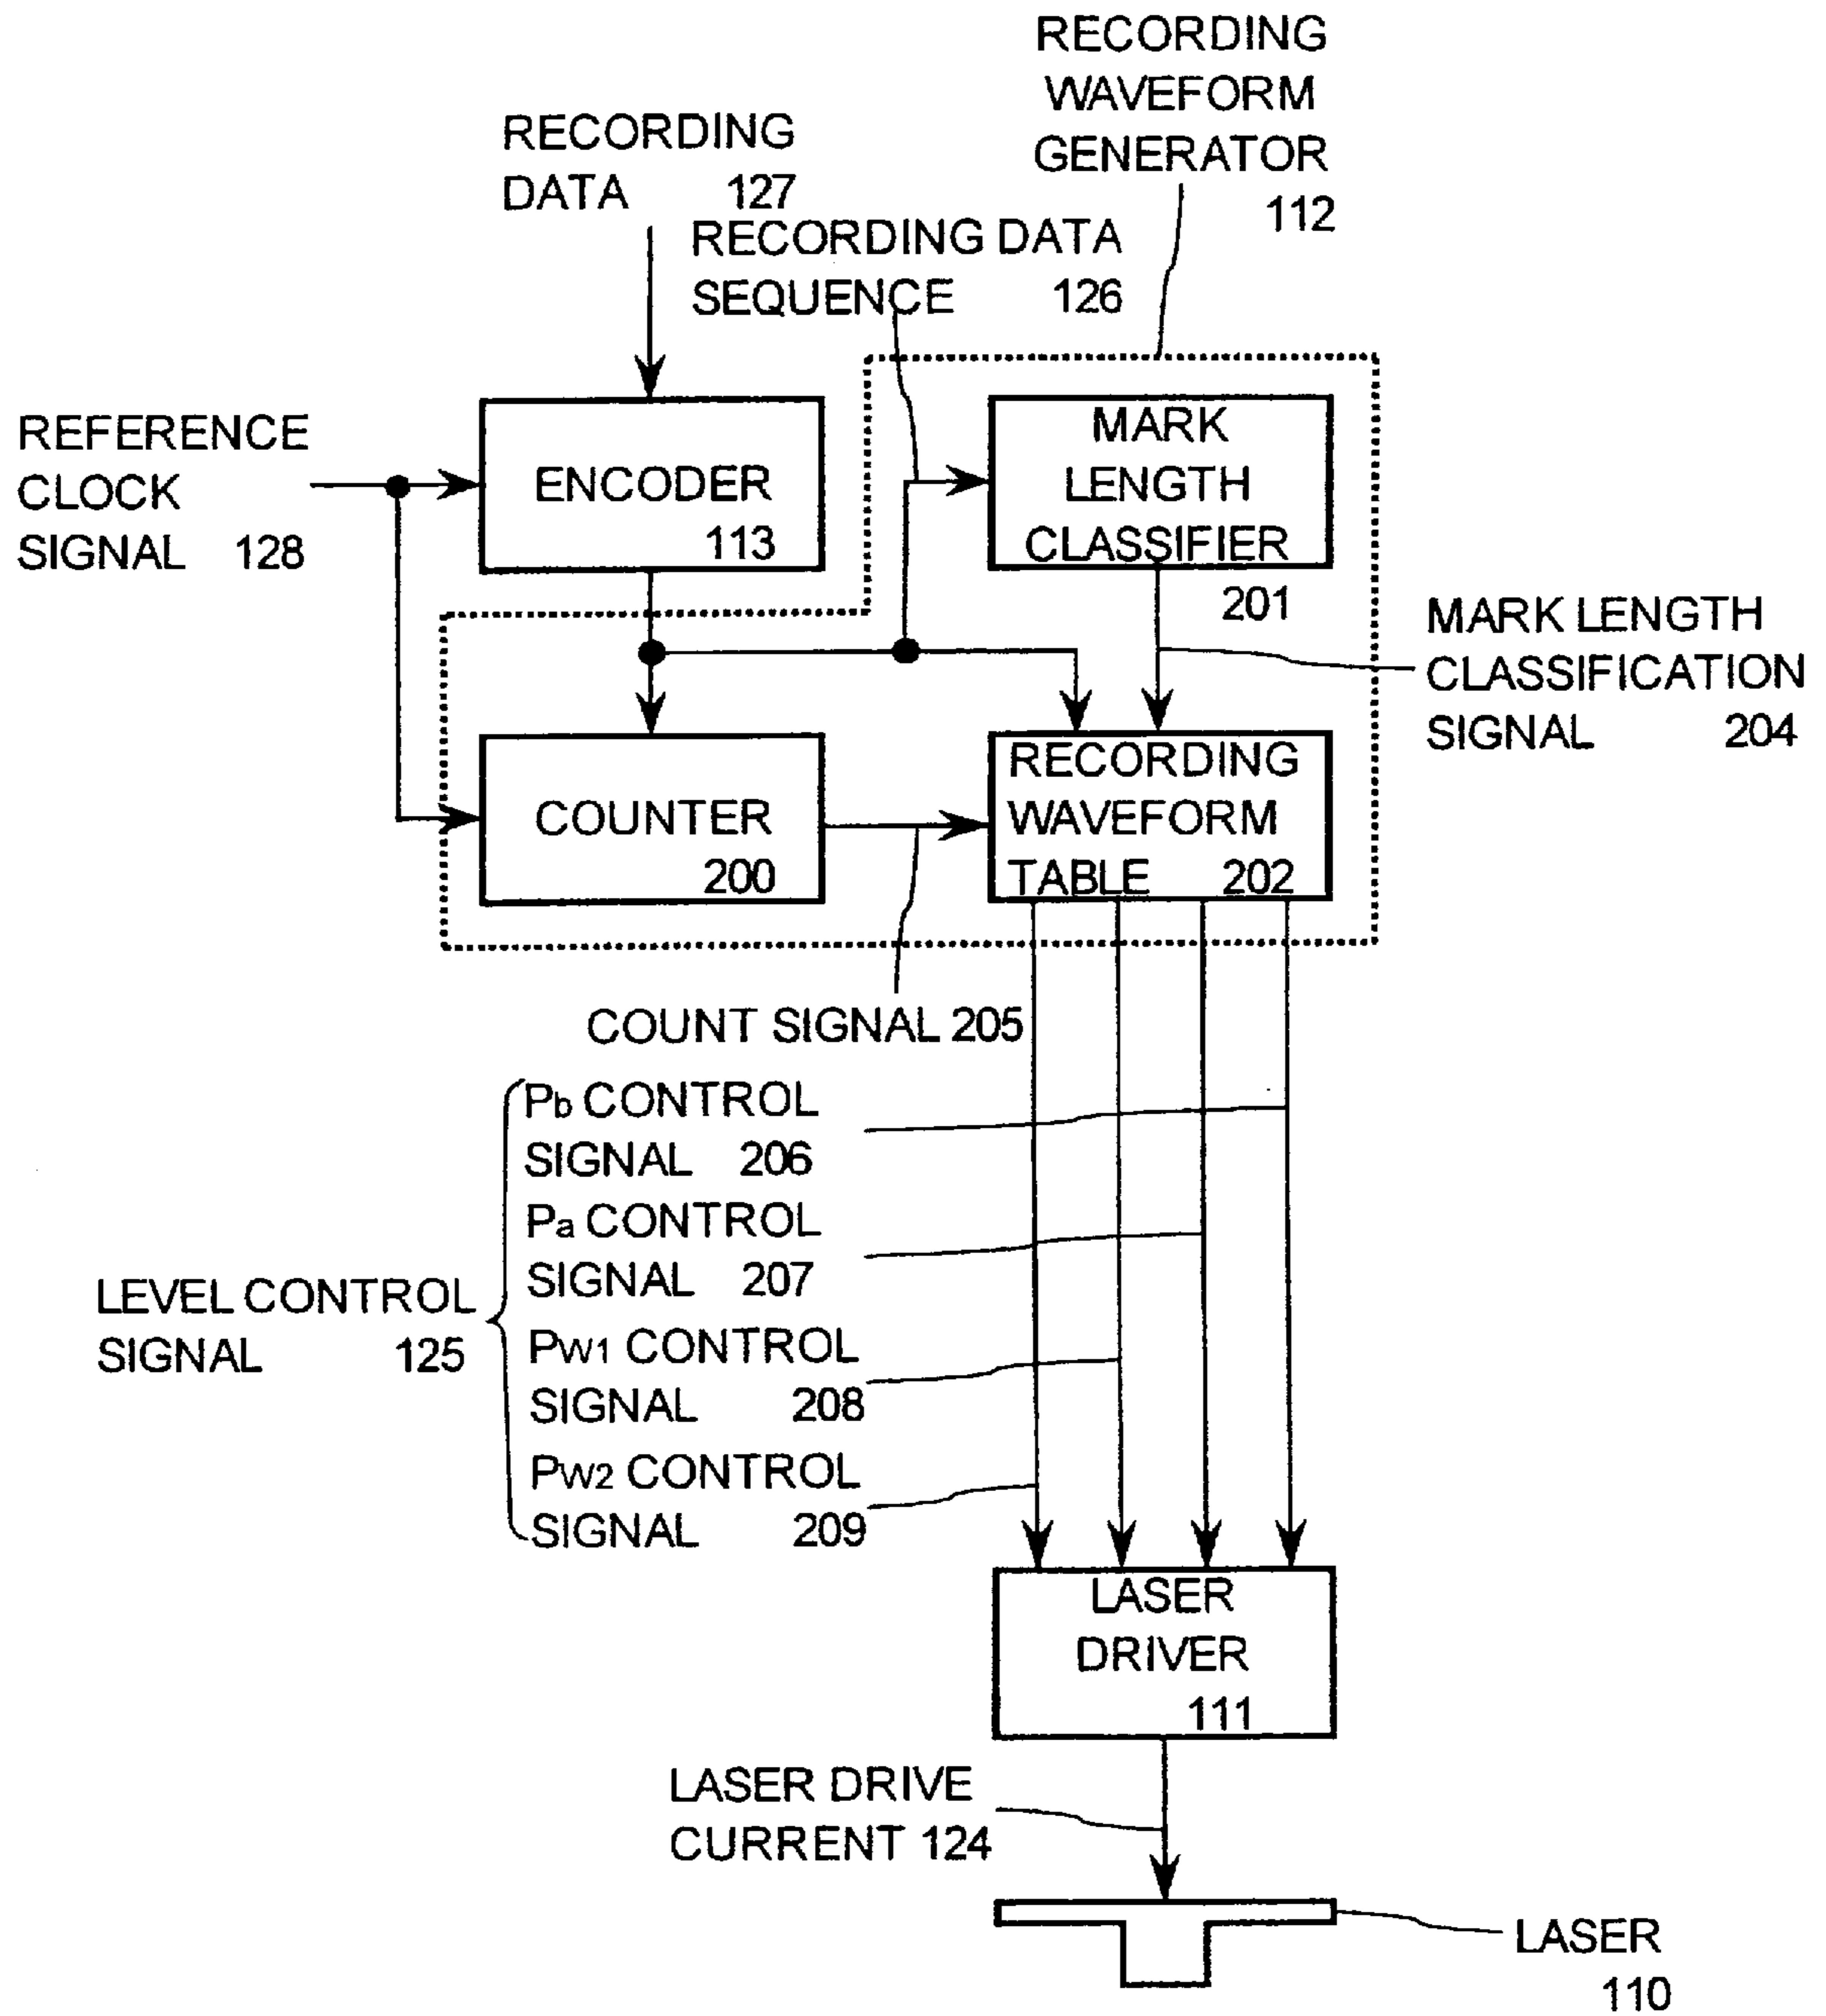 RECORDING
WAVEFORM
GENERATOR
112
RECORDING
DATA 127
RECORDING DATA
SEQUENCE 126
REFERENCE
CLOCK
SIGNAL 128
ENCODER
113
MARK
LENGTH
CLASSIFIER
201
MARK LENGTH
CLASSIFICATION
SIGNAL 204
COUNTER
200
RECORDING
WAVEFORM
TABLE 202
COUNT SIGNAL 205
Pb CONTROL
SIGNAL 206
Pa CONTROL
SIGNAL 207
LEVEL CONTROL
SIGNAL 125
PW1 CONTROL
SIGNAL 208
PW2 CONTROL
SIGNAL 209
LASER
DRIVER
111
LASER DRIVE
CURRENT 124
LASER
110